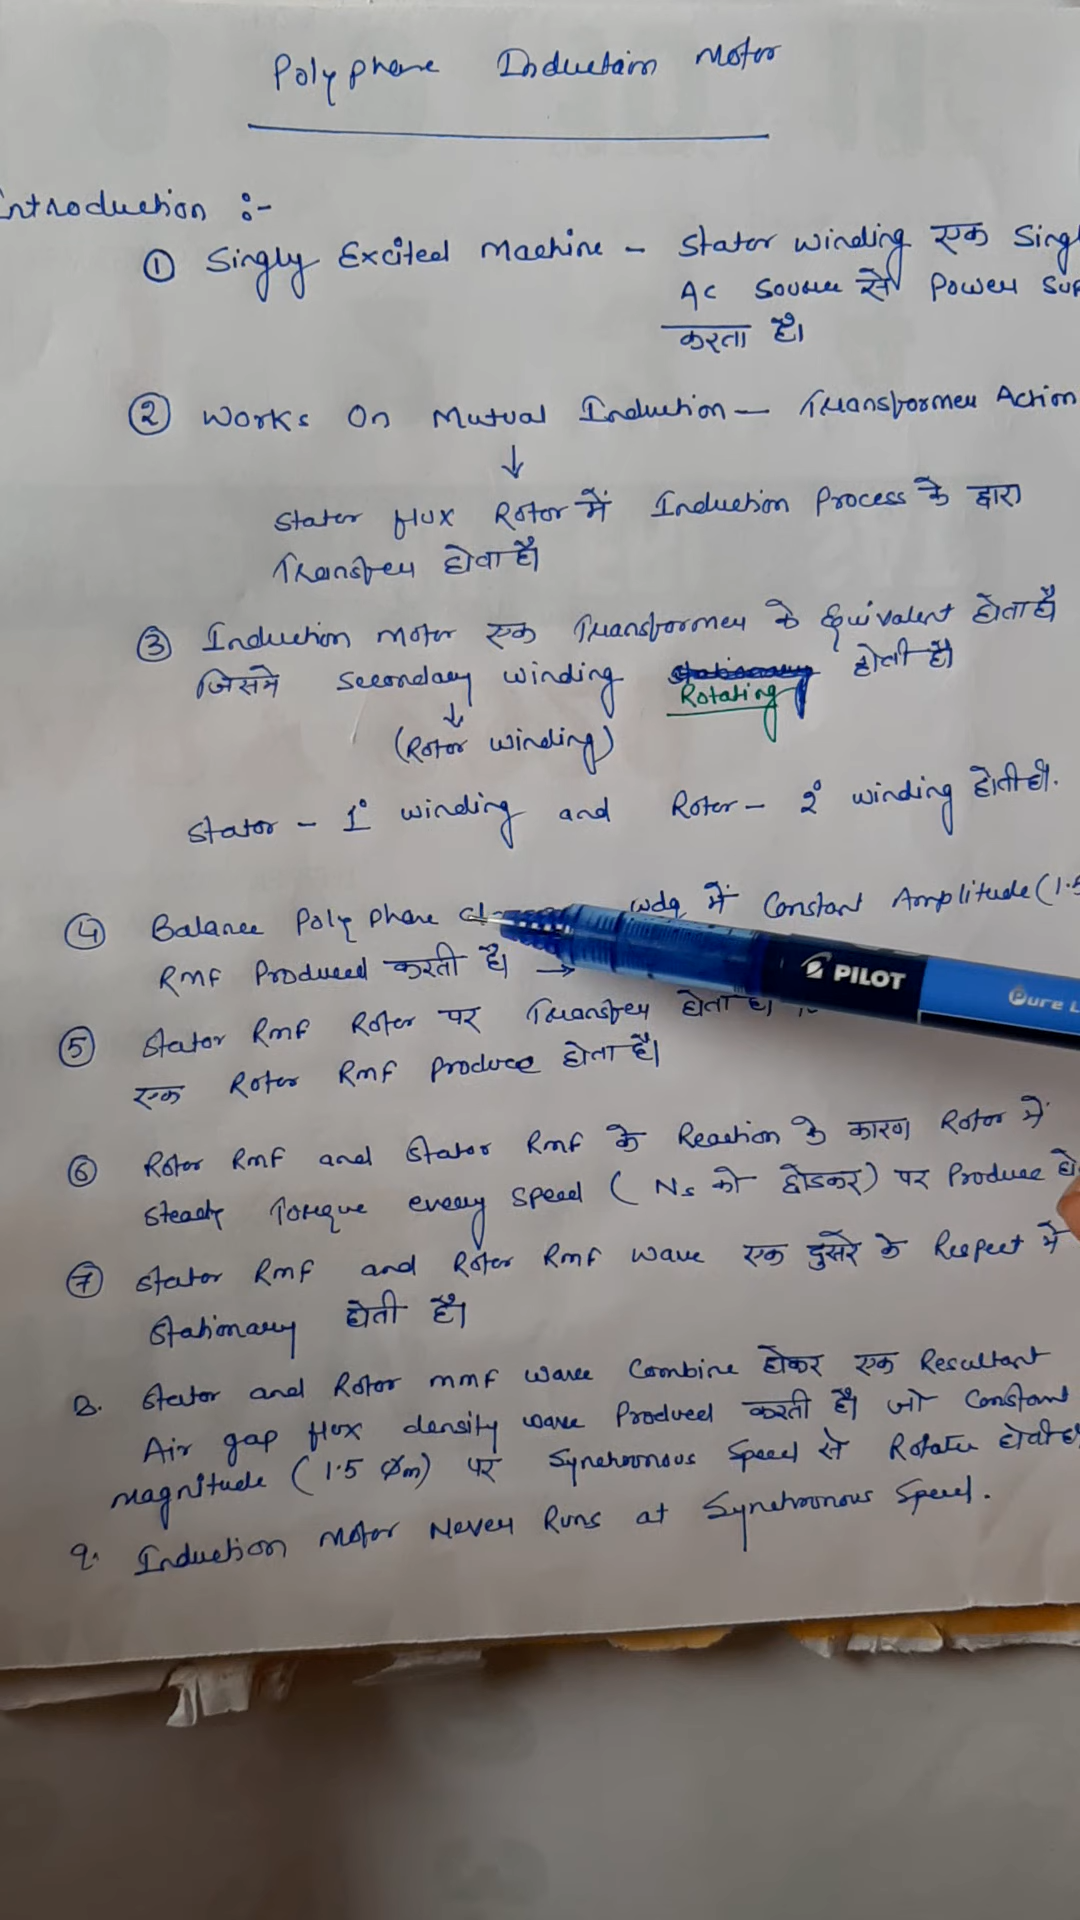 Polyphase Induction Motor
Introduction :-
① Singly Excited Machine - Stator winding एक
AC source से Power
करता है।
② Works On Mutual Induction - Transformer Action
↓
Stator flux Rotor में Induction Process के द्वारा
Transfer होता है।
③ Induction motor एक Transformer के Equivalent होता है
जिसमे secondary winding Rotating होती है
↓
(Rotor winding)
Stator - 1° winding and Rotor - 2° winding होती है।
④ Balance Polyphase wdg में Constant Amplitude
RMF Produced करती है। →
⑤ Stator RMF Rotor पर Transfer होता है।
एक Rotor RMF Produce होता है।
⑥ Rotor RMF and Stator RMF के Reaction के कारण Rotor में
Steady Torque every speed ( Ns को छोडकर) पर Produce
⑦ Stator RMF and Rotor RMF wave एक दुसरे के Respect में
Stationary होती है।
8. Stator and Rotor mmf wave Combine होकर एक Resultant
Air gap flux density wave Produced करती है। जो Constant
magnitude ( 1.5 Øm) पर Synchronous Speed से Rotate होती है
9. Induction motor Never Runs at Synchronous Speed.
PILOT
Pure